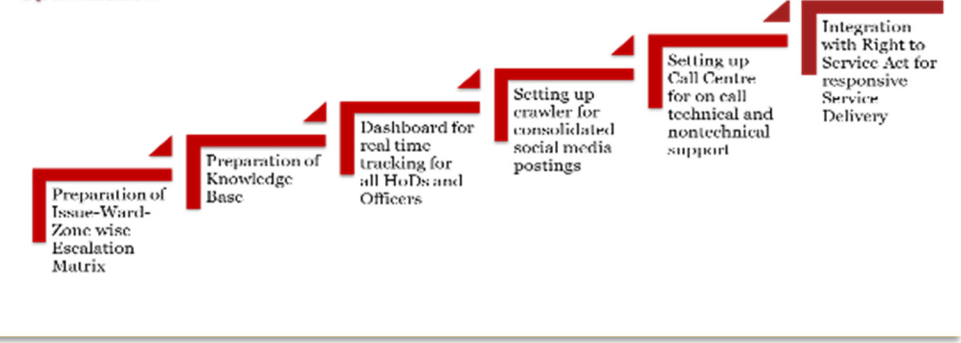 Preparation of
Issue-Ward-
Zone wise
Escalation
Matrix
Preparation of
Knowledge
Base
Dashboard for
real time
tracking for
all HoDs and
Officers
Setting up
crawler for
consolidated
social media
postings
Setting up
Call Centre
for on call
technical and
nontechnical
support
Integration
with Right to
Service Act for
responsive
Service
Delivery